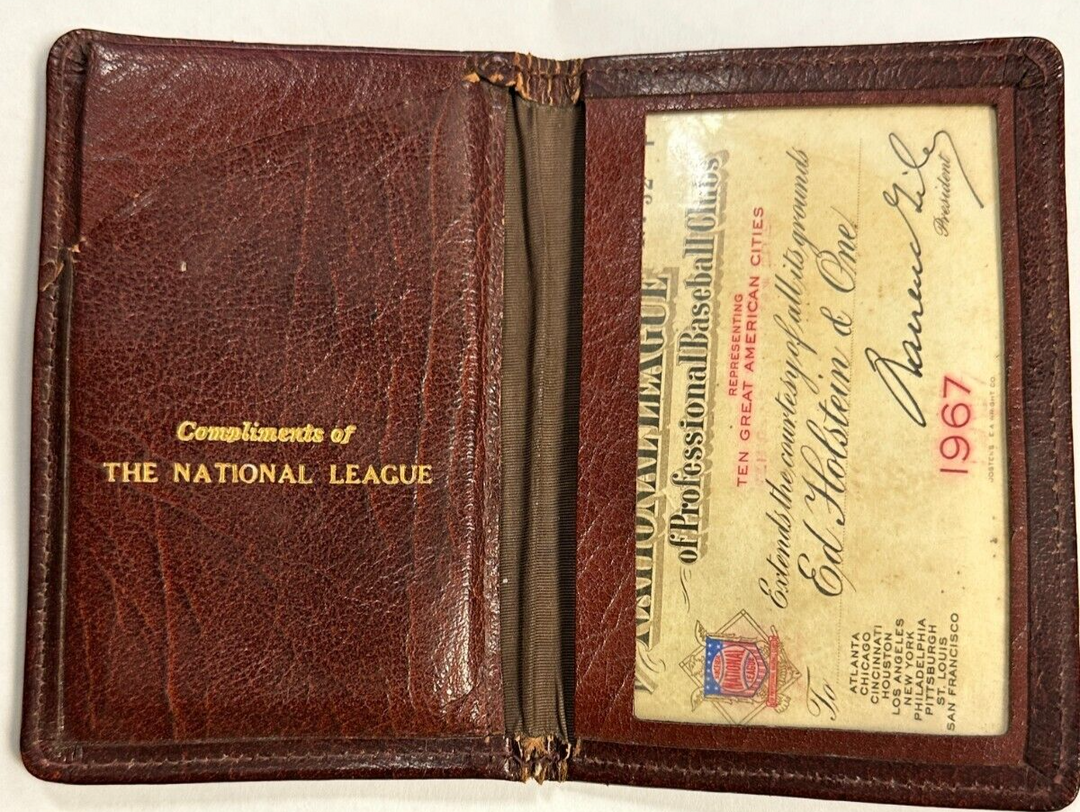 Compliments of
THE NATIONAL LEAGUE
NATIONAL LEAGUE
of Professional Baseball Clubs
REPRESENTING
TEN GREAT AMERICAN CITIES
Extends the courtesy of all its grounds
To Ed Holstein & One.
ATLANTA
CHICAGO
CINCINNATI
HOUSTON
LOS ANGELES
NEW YORK
PHILADELPHIA
PITTSBURGH
ST. LOUIS
SAN FRANCISCO
Warren Giles
President
1967
NATIONAL
LEAGUE